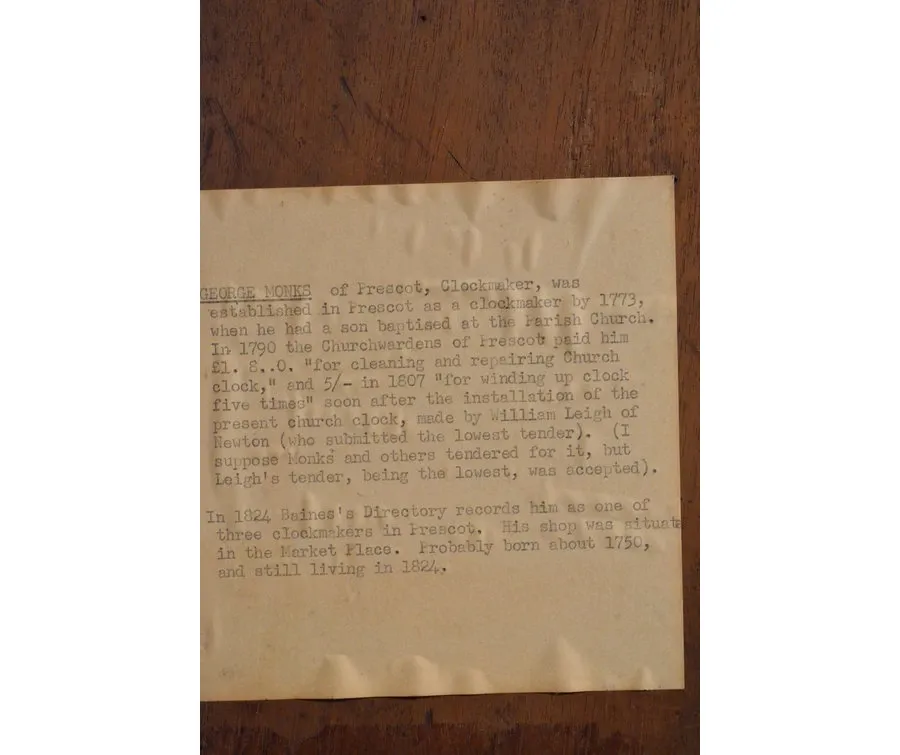 GEORGE MONKS of Prescot, Clockmaker, was
established in Prescot as a clockmaker by 1773,
when he had a son baptised at the Parish Church.
In 1790 the Churchwardens of Prescot paid him
£1. 8..0. "for cleaning and repairing Church
clock," and 5/- in 1807 "for winding up clock
five times" soon after the installation of the
present church clock, made by William Leigh of
Newton (who submitted the lowest tender). (I
suppose Monks and others tendered for it, but
Leigh's tender, being the lowest, was accepted).
In 1824 Baines's Directory records him as one of
three clockmakers in Prescot. His shop was situat
in the Market Place. Probably born about 1750,
and still living in 1824.